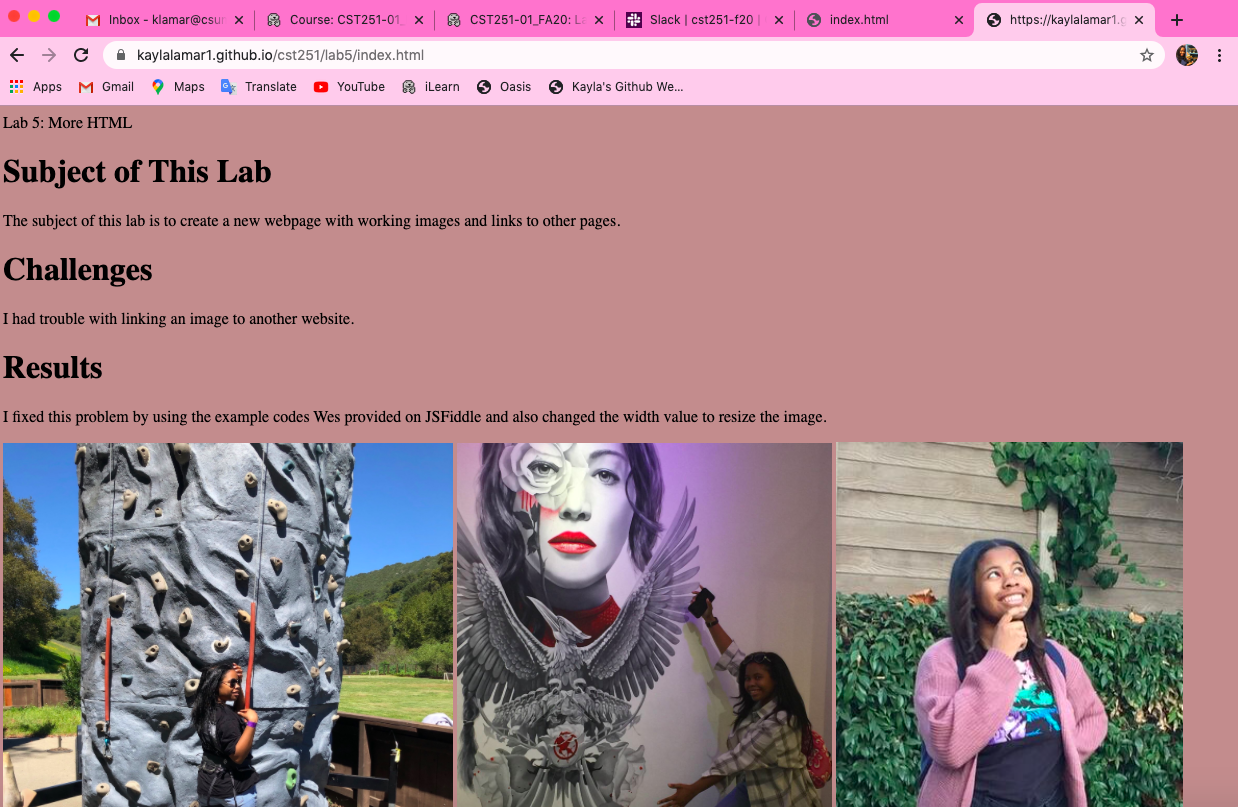 Inbox - klamar@csu
Course: CST251-01_
CST251-01_FA20: L
Slack | cst251-f20 |
index.html
https://kaylalamar1.g
kaylalamar1.github.io/cst251/lab5/index.html
Apps Gmail Maps Translate YouTube iLearn Oasis Kayla's Github We...
Lab 5: More HTML
Subject of This Lab
The subject of this lab is to create a new webpage with working images and links to other pages.
Challenges
I had trouble with linking an image to another website.
Results
I fixed this problem by using the example codes Wes provided on JSFiddle and also changed the width value to resize the image.